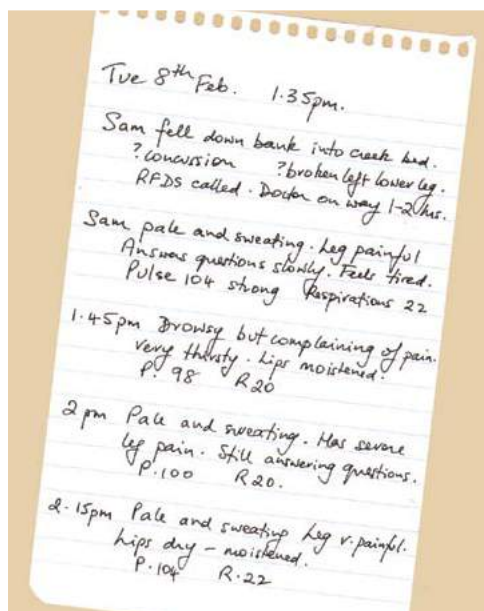 Tue 8th Feb. 1.35pm.
Sam fell down bank into creek bed.
?concussion ?broken left lower leg.
RFDS called. Doctor on way 1-2 hrs.
Sam pale and sweating. Leg painful
Answers questions slowly. Feels tired.
Pulse 104 strong Respirations 22
1.45pm Drowsy but complaining of pain.
very thirsty. Lips moistened.
P. 98 R20
2pm Pale and sweating. Has severe
leg pain. Still answering questions.
P.100 R20.
2.15pm Pale and sweating Leg v.painful.
Lips dry - moistened.
P.104 R.22